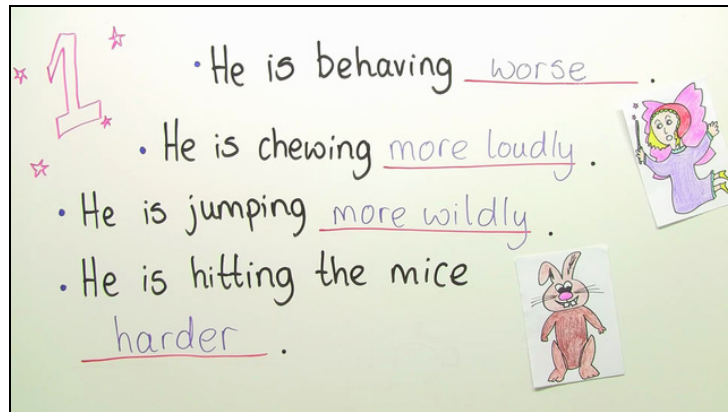 1
• He is behaving worse.
• He is chewing more loudly.
• He is jumping more wildly.
• He is hitting the mice
harder.